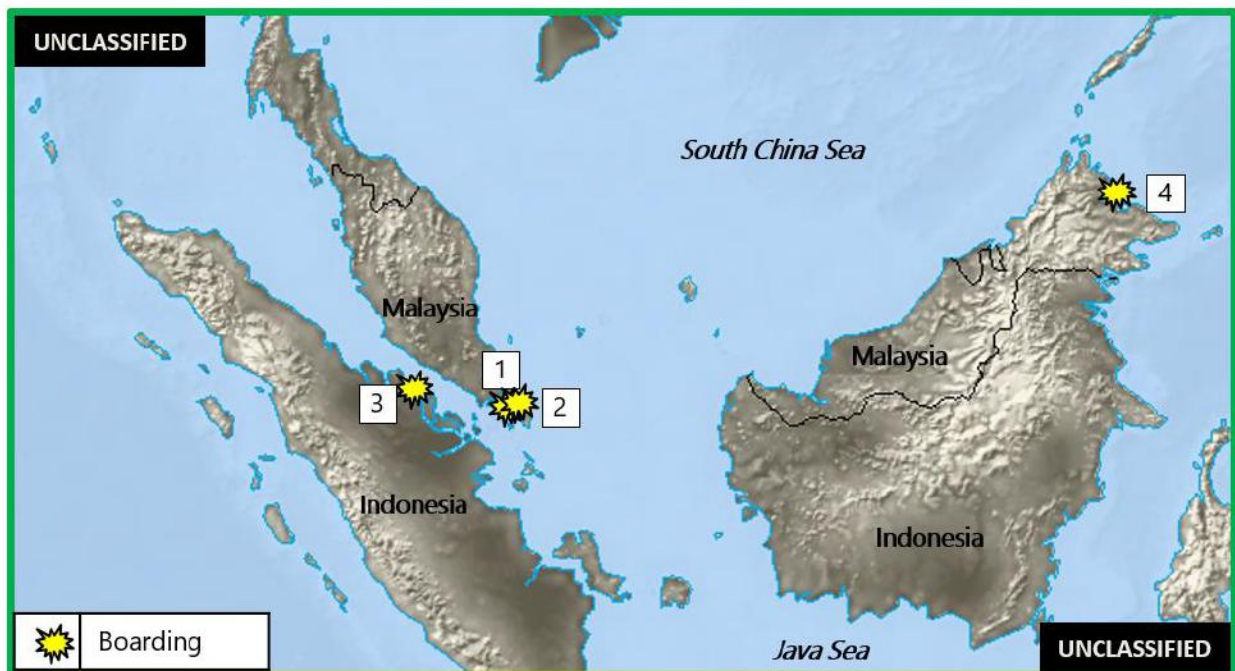 UNCLASSIFIED
South China Sea
4
Malaysia
1
Malaysia
3
2
Indonesia
Indonesia
Boarding
Java Sea
UNCLASSIFIED